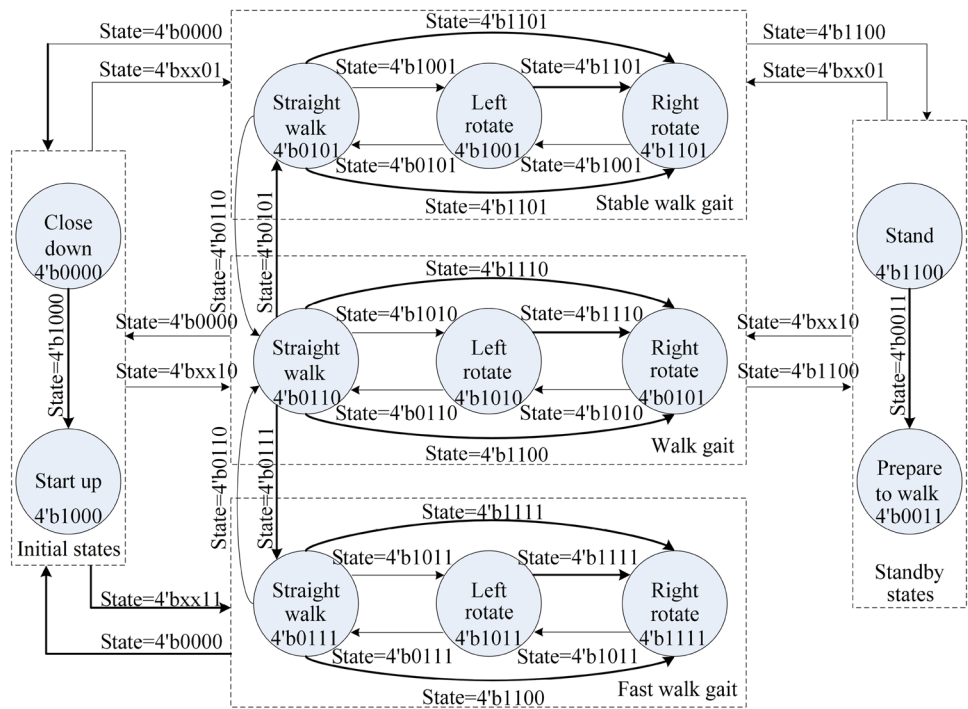 State=4'b0000
State=4'bxx01
State=4'b1101
State=4'b1100
State=4'bxx01
State=4'b1001
State=4'b1101
Straight
walk
4'b0101
Left
rotate
4'b1001
Right
rotate
4'b1101
State=4'b0101
State=4'b1001
State=4'b1101
Stable walk gait
State=4'b0110
State=4'b0101
Close
down
4'b0000
State=4'b1000
Start up
4'b1000
Initial states
Stand
4'b1100
State=4'b0011
Prepare
to walk
4'b0011
Standby
states
State=4'b0000
State=4'bxx10
State=4'b1110
State=4'bxx10
State=4'b1100
State=4'b1010
State=4'b1110
Straight
walk
4'b0110
Left
rotate
4'b1010
Right
rotate
4'b0101
State=4'b0110
State=4'b1010
State=4'b1100
Walk gait
State=4'b0110
State=4'b0111
State=4'bxx11
State=4'b0000
State=4'b1111
State=4'b1011
State=4'b1111
Straight
walk
4'b0111
Left
rotate
4'b1011
Right
rotate
4'b1111
State=4'b0111
State=4'b1011
State=4'b1100
Fast walk gait